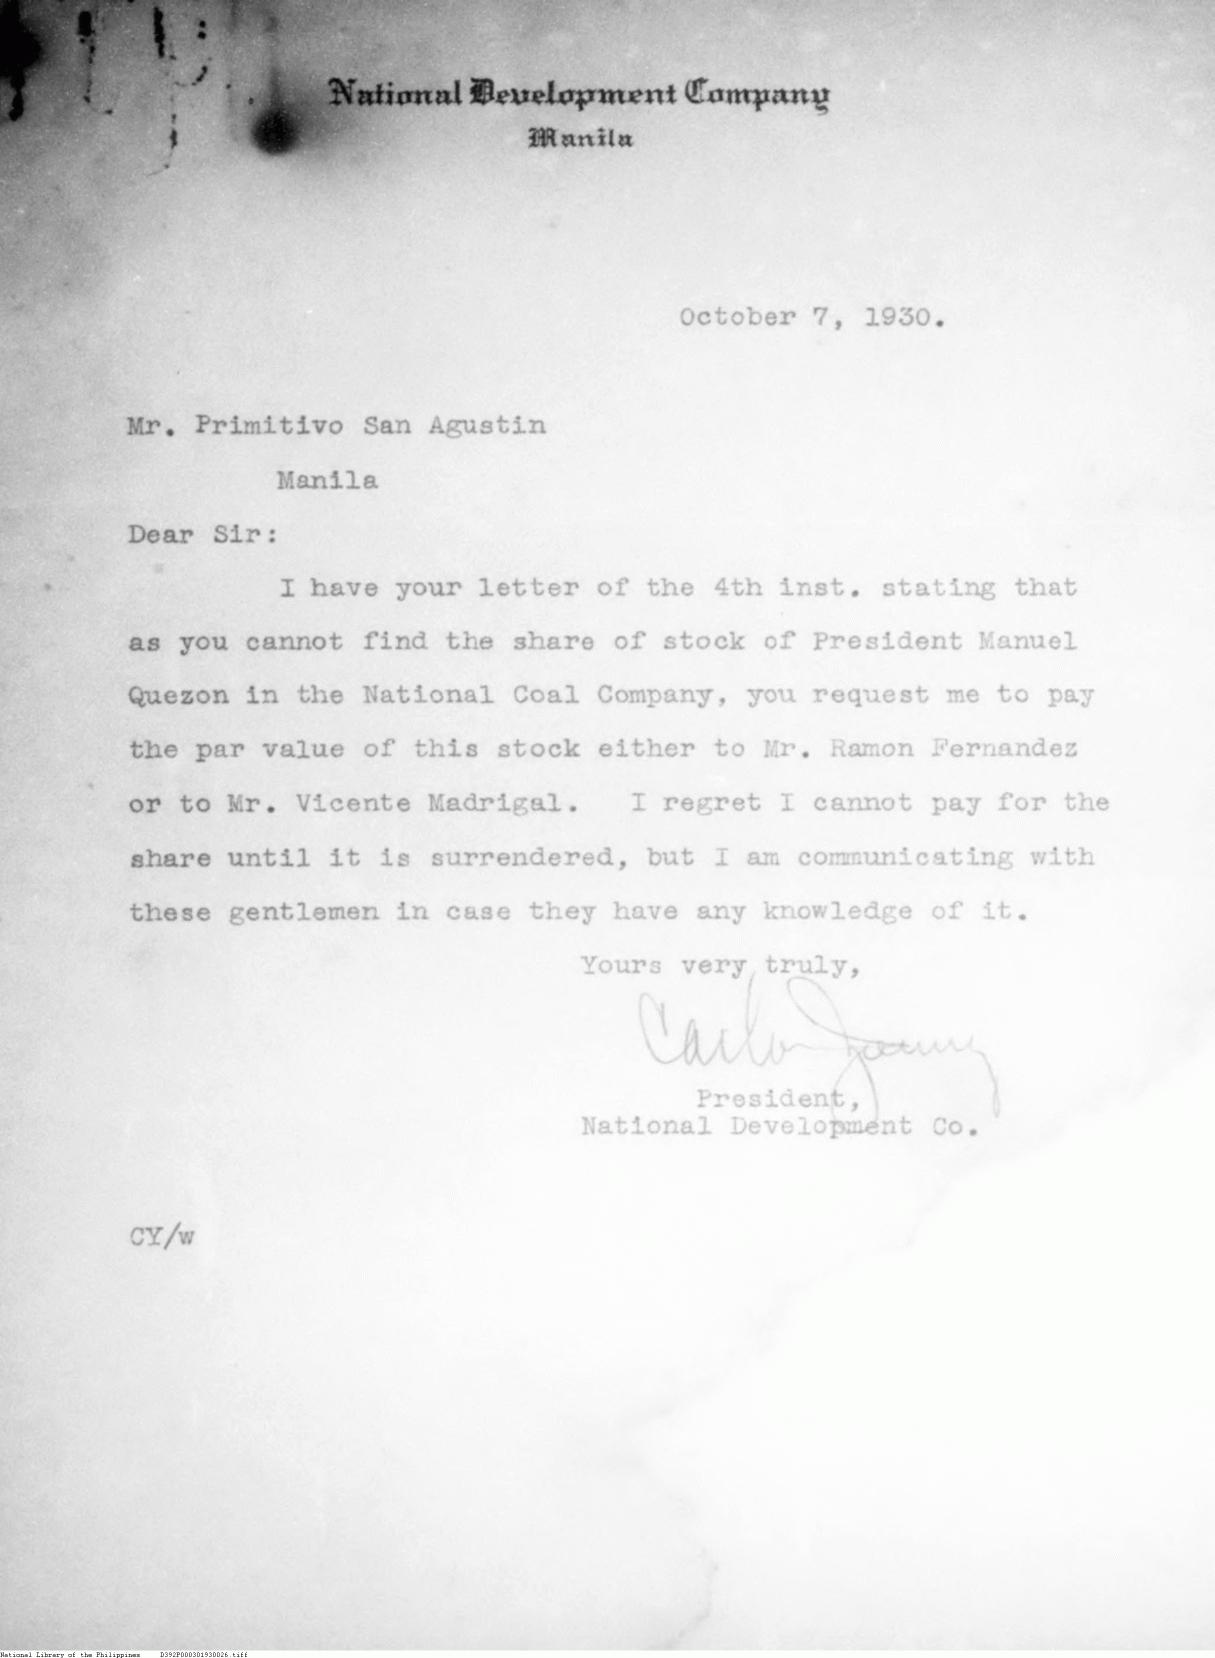 National Development Company
Manila
October 7, 1930.
Mr. Primitivo San Agustin
Manila
Dear Sir:
I have your letter of the 4th inst. stating that
as you cannot find the share of stock of President Manuel
Quezon in the National Coal Company, you request me to pay
the par value of this stock either to Mr. Ramon Fernandez
or to Mr. Vicente Madrigal. I regret I cannot pay for the
share until it is surrendered, but I am communicating with
these gentlemen in case they have any knowledge of it.
Yours very truly,
President,
National Development Co.
CY/w
National Library of the Philippines D392P000301930026.tiff